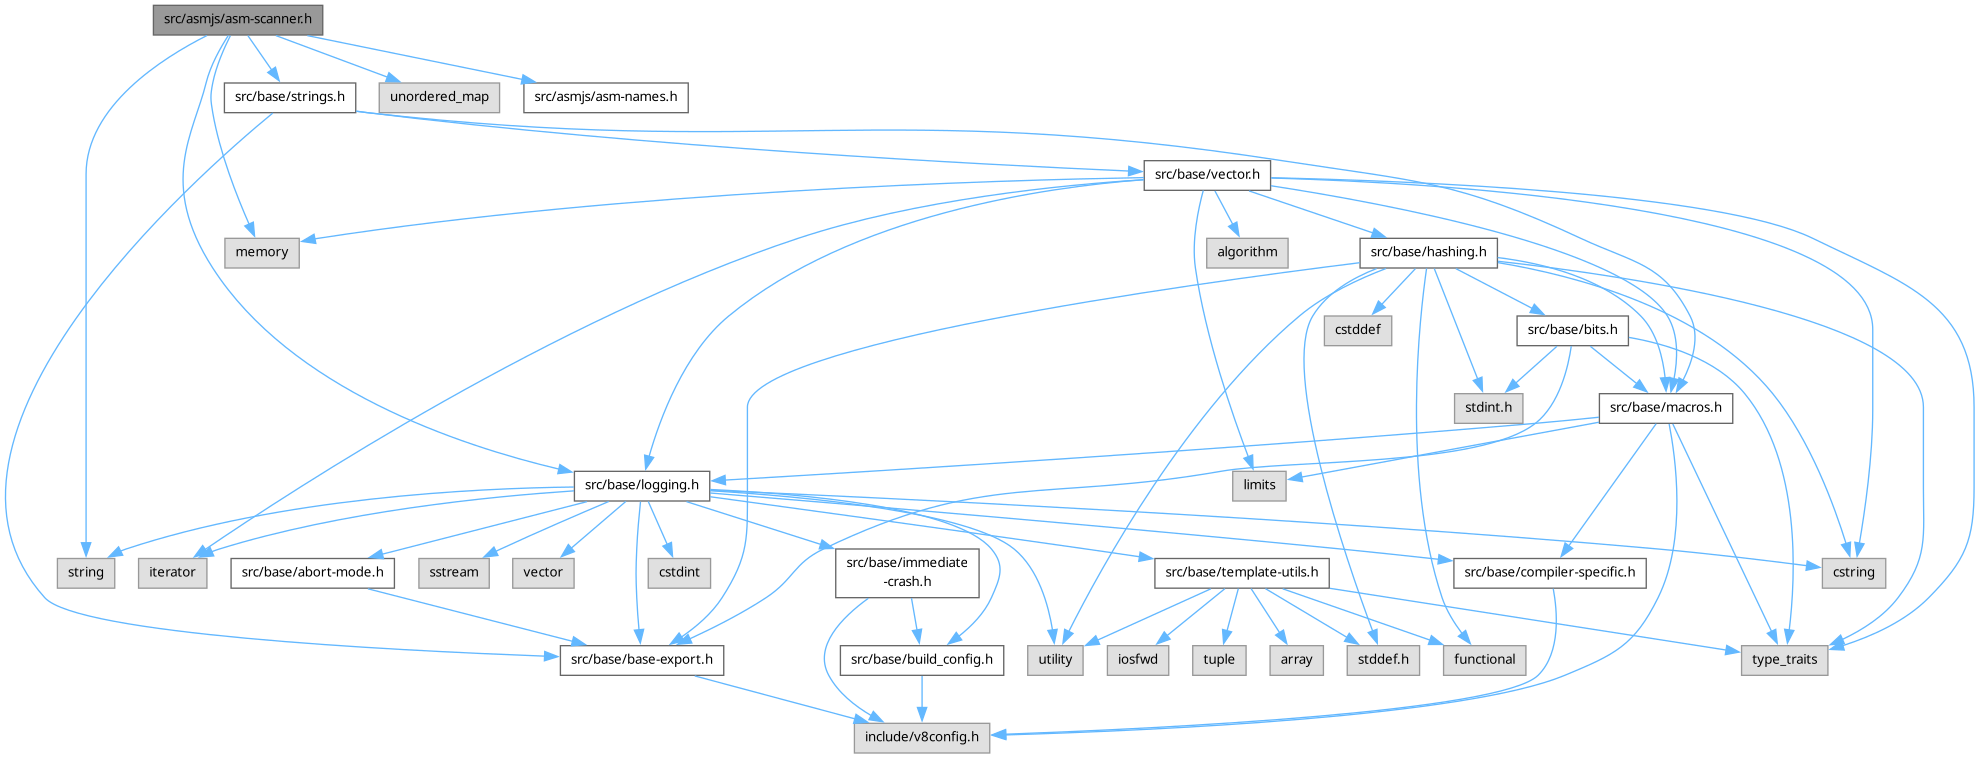 src/asmjs/asm-scanner.h
src/base/strings.h
unordered_map
src/asmjs/asm-names.h
src/base/vector.h
memory
algorithm
src/base/hashing.h
cstddef
src/base/bits.h
stdint.h
src/base/macros.h
src/base/logging.h
limits
string
iterator
src/base/abort-mode.h
sstream
vector
cstdint
src/base/immediate
-crash.h
src/base/template-utils.h
src/base/compiler-specific.h
cstring
src/base/base-export.h
src/base/build_config.h
utility
iosfwd
tuple
array
stddef.h
functional
type_traits
include/v8config.h